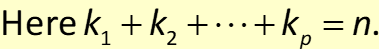 Here k₁ + k₂ + ⋯ + kₚ = n.